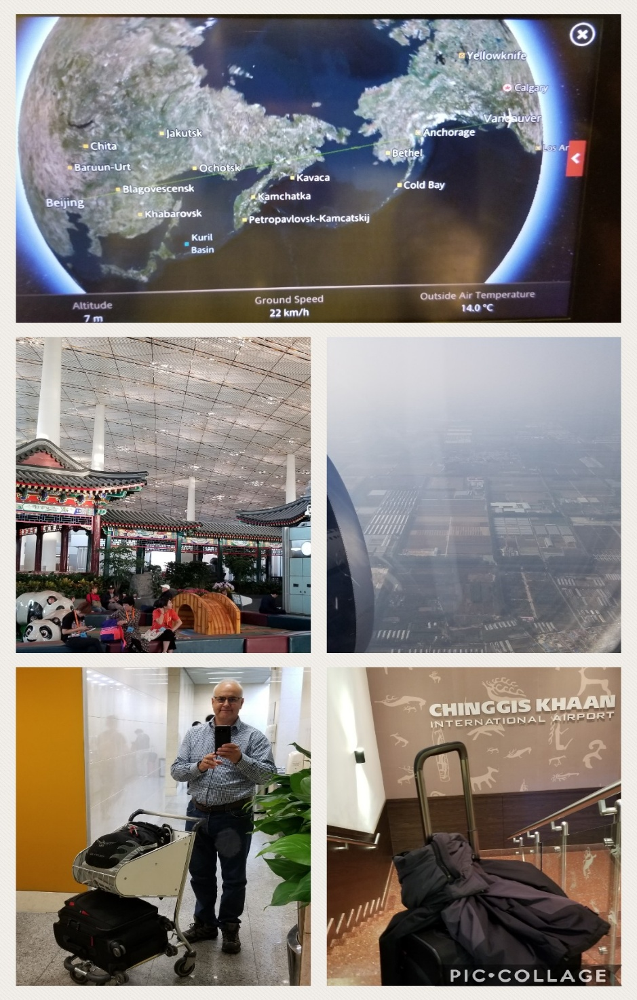 Yellowknife
Calgary
Vancouver
Jakutsk
Anchorage
Chita
Los An
Bethel
Baruun-Urt
Ochotsk
Kavaca
Cold Bay
Blagovescensk
Kamchatka
Beijing
Khabarovsk
Petropavlovsk-Kamcatskij
Kuril
Basin
Altitude
7 m
Ground Speed
22 km/h
Outside Air Temperature
14.0 °C
CHINGGIS KHAAN
INTERNATIONAL AIRPORT
PIC•COLLAGE